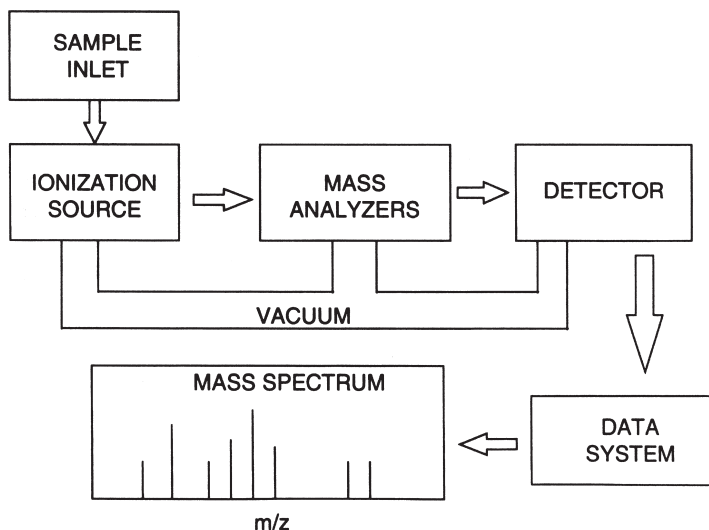 SAMPLE
INLET
IONIZATION
SOURCE
MASS
ANALYZERS
DETECTOR
VACUUM
MASS SPECTRUM
DATA
SYSTEM
m/z